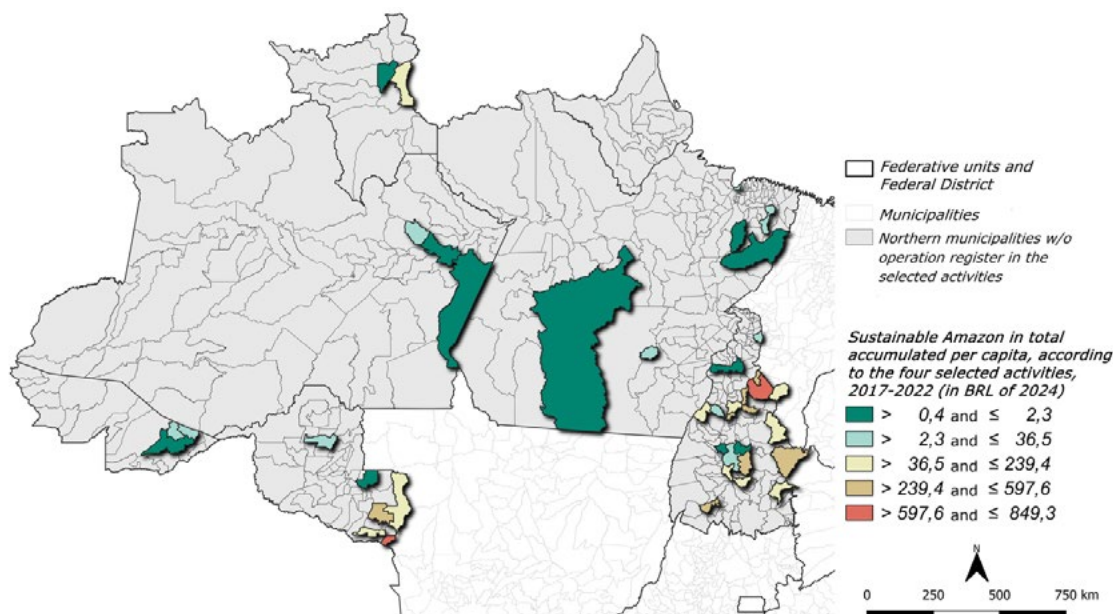 Federative units and
Federal District
Municipalities
Northern municipalities w/o
operation register in the
selected activities
Sustainable Amazon in total
accumulated per capita, according
to the four selected activities,
2017-2022 (in BRL of 2024)
> 0,4 and ≤ 2,3
> 2,3 and ≤ 36,5
> 36,5 and ≤ 239,4
> 239,4 and ≤ 597,6
> 597,6 and ≤ 849,3
N
0 250 500 750 km